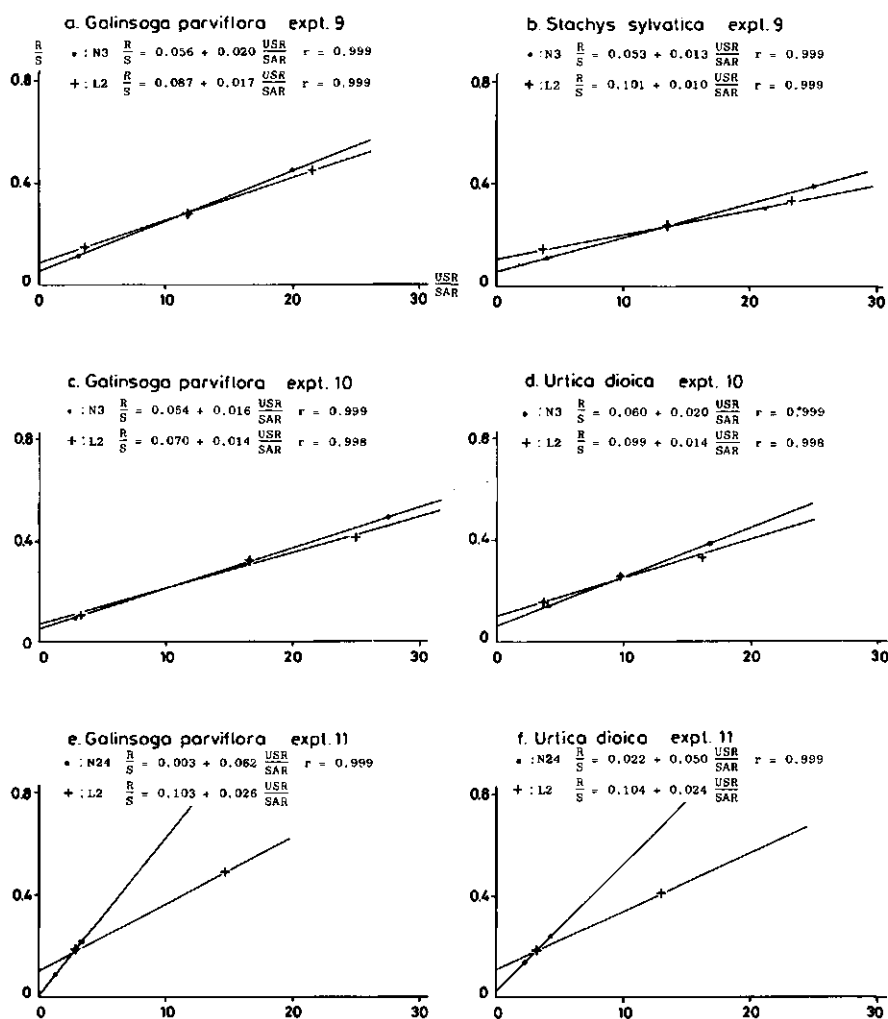 a. Galinsoga parviflora expt. 9
R/S
• : N3 R/S = 0.056 + 0.020 USR/SAR r = 0.999
+ : L2 R/S = 0.087 + 0.017 USR/SAR r = 0.999
0.8
0.4
0
0 10 20 30
USR/SAR
b. Stachys sylvatica expt. 9
• : N3 R/S = 0.053 + 0.013 USR/SAR r = 0.999
+ : L2 R/S = 0.101 + 0.010 USR/SAR r = 0.999
0.8
0.4
0
0 10 20 30
c. Galinsoga parviflora expt. 10
• : N3 R/S = 0.054 + 0.016 USR/SAR r = 0.999
+ : L2 R/S = 0.070 + 0.014 USR/SAR r = 0.998
0.8
0.4
0
0 10 20 30
d. Urtica dioica expt. 10
• : N3 R/S = 0.060 + 0.020 USR/SAR r = 0.999
+ : L2 R/S = 0.099 + 0.014 USR/SAR r = 0.998
0.8
0.4
0
0 10 20 30
e. Galinsoga parviflora expt. 11
• : N24 R/S = 0.003 + 0.062 USR/SAR r = 0.999
+ : L2 R/S = 0.103 + 0.026 USR/SAR
0.8
0.4
0
0 10 20 30
f. Urtica dioica expt. 11
• : N24 R/S = 0.022 + 0.050 USR/SAR r = 0.999
+ : L2 R/S = 0.104 + 0.024 USR/SAR
0.8
0.4
0
0 10 20 30